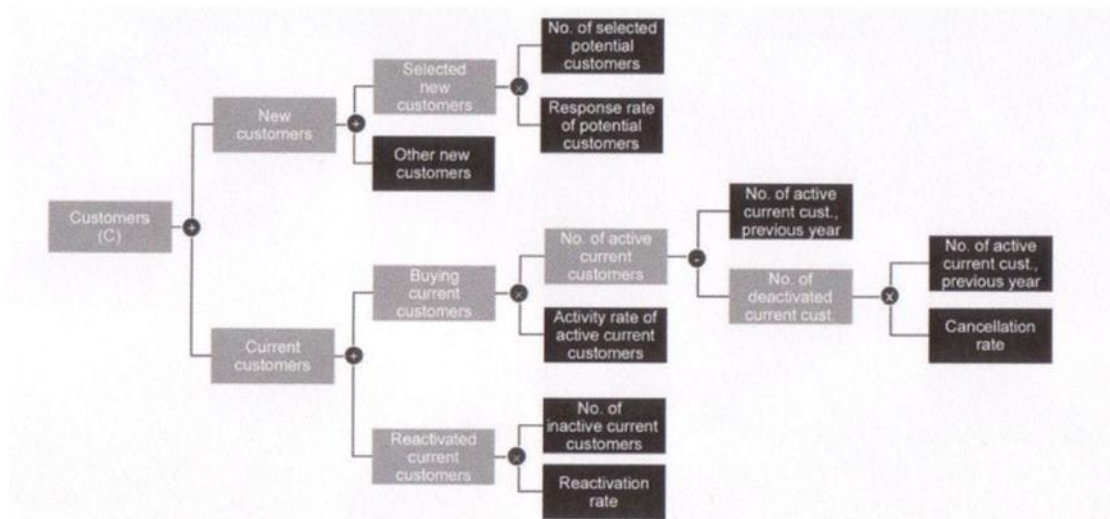 No. of selected
potential
customers
Selected
new
customers
×
Response rate
of potential
customers
New
customers
+
Other new
customers
Customers
(C)
+
No. of active
current cust.,
previous year
No. of active
current
customers
-
No. of active
current cust.,
previous year
Buying
current
customers
×
No. of
deactivated
current cust.
x
Activity rate of
active current
customers
Cancellation
rate
Current
customers
+
No. of
inactive current
customers
Reactivated
current
customers
×
Reactivation
rate